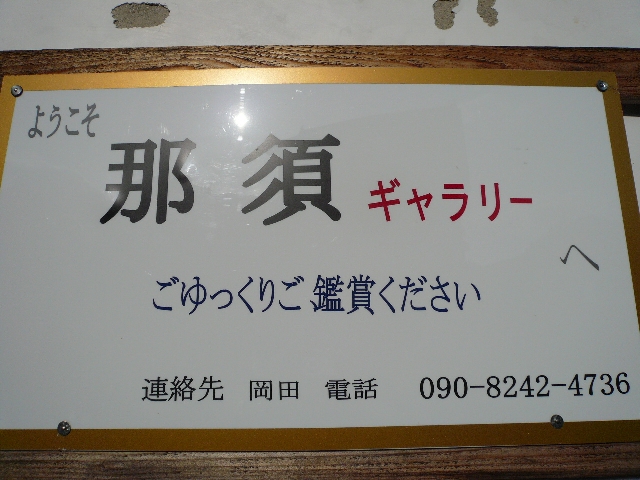 ようこそ
那須 ギャラリー
へ
ごゆっくりご鑑賞ください
連絡先 岡田 電話 090-8242-4736